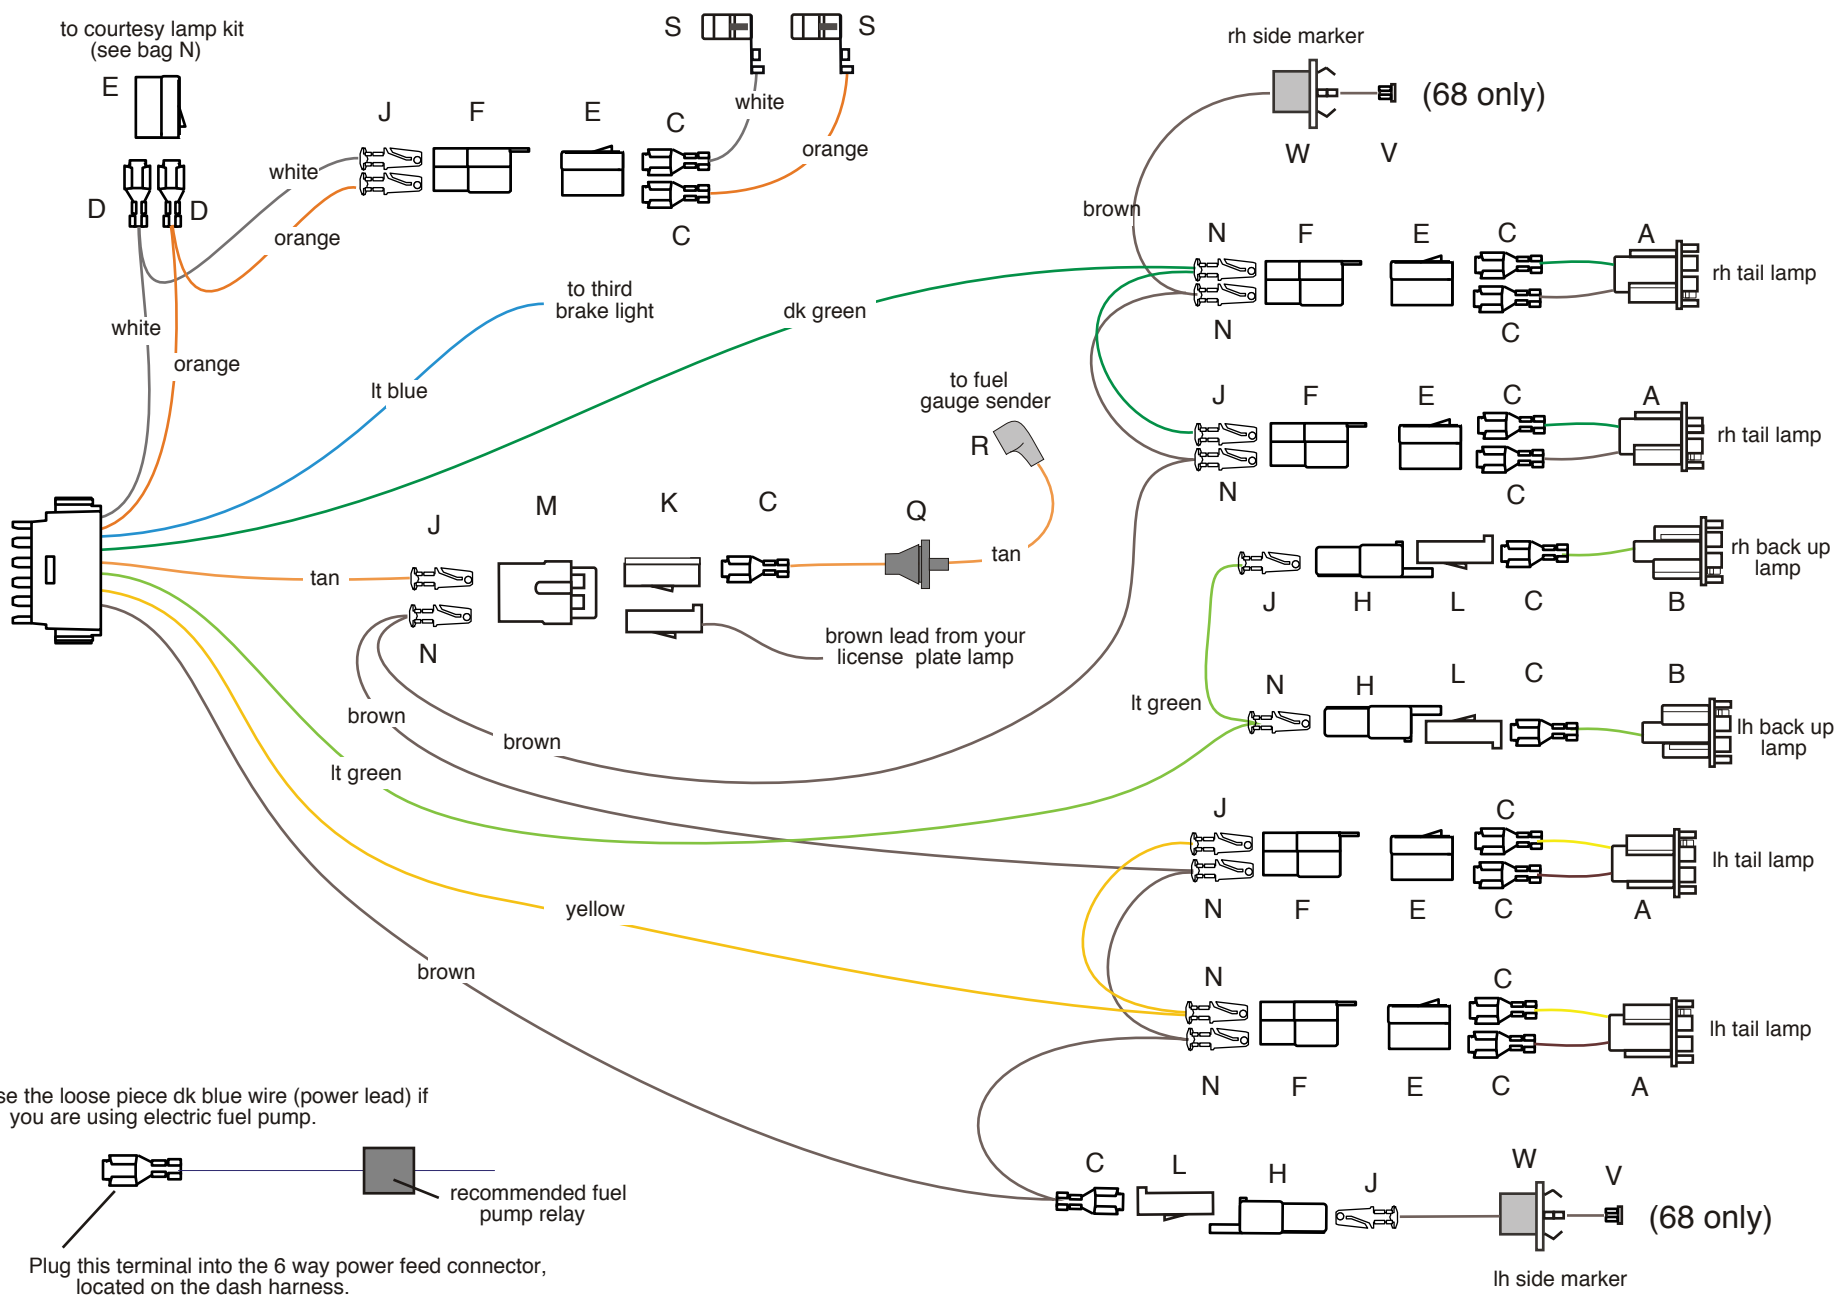 to courtesy lamp kit
(see bag N)
E
D
D
white
orange
white
orange
J
F
E
C
C
S
S
white
orange
rh side marker
(68 only)
W
V
brown
N
F
E
C
A
rh tail lamp
N
C
to third
brake light
dk green
lt blue
to fuel
gauge sender
R
J
F
E
C
A
rh tail lamp
N
C
J
M
K
C
Q
tan
tan
N
brown lead from your
license plate lamp
rh back up
lamp
J
H
L
C
B
brown
brown
lt green
lt green
N
H
L
C
B
lh back up
lamp
J
C
lh tail lamp
N
F
E
C
A
yellow
brown
N
C
lh tail lamp
N
F
E
C
A
se the loose piece dk blue wire (power lead) if
you are using electric fuel pump.
recommended fuel
pump relay
Plug this terminal into the 6 way power feed connector,
located on the dash harness.
C
L
H
J
W
V
(68 only)
lh side marker